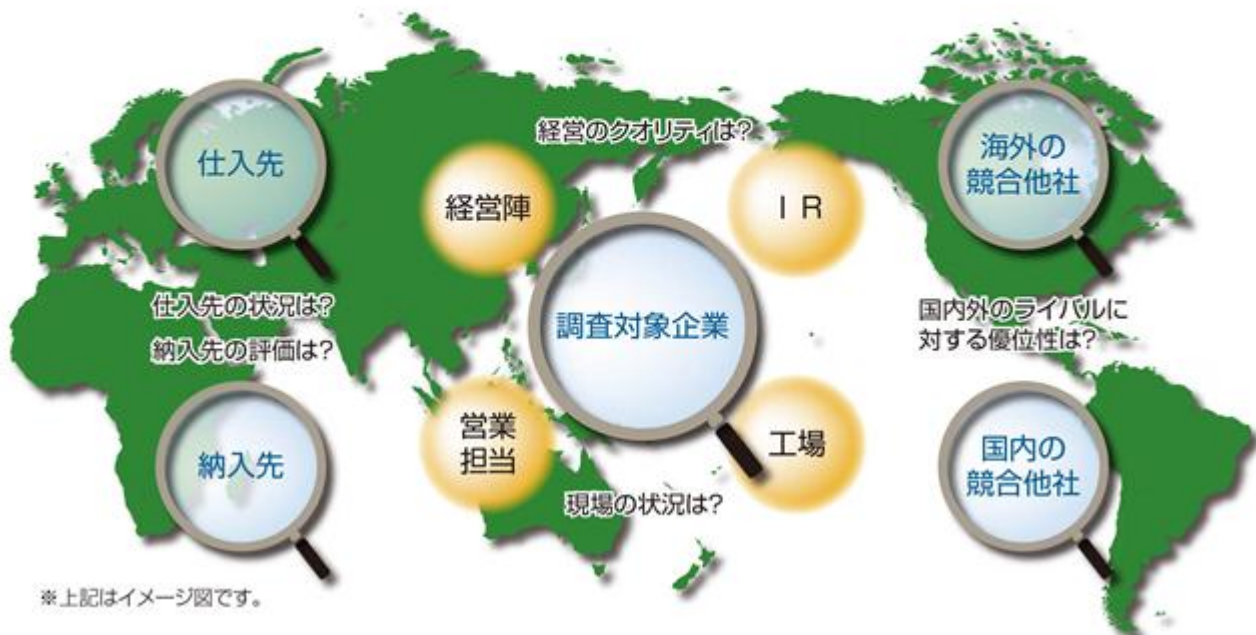 経営のクオリティは?
仕入先
経営陣
I R
海外の
競合他社
調査対象企業
仕入先の状況は?
納入先の評価は?
国内外のライバルに
対する優位性は?
納入先
営業
担当
工場
国内の
競合他社
現場の状況は?
※上記はイメージ図です。